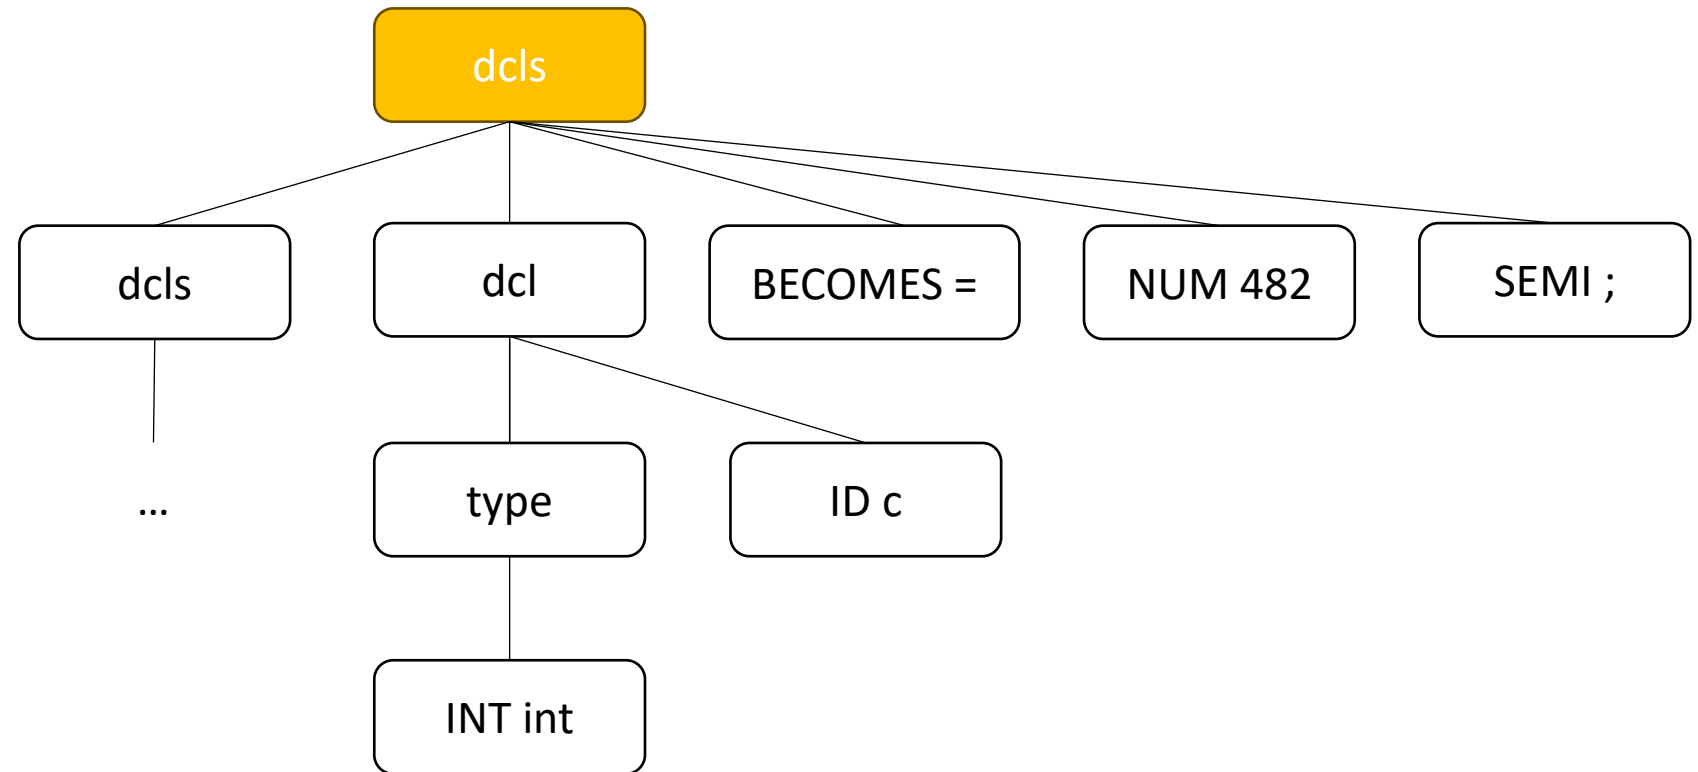 dcls
dcls
dcl
BECOMES =
NUM 482
SEMI ;
...
type
ID c
INT int